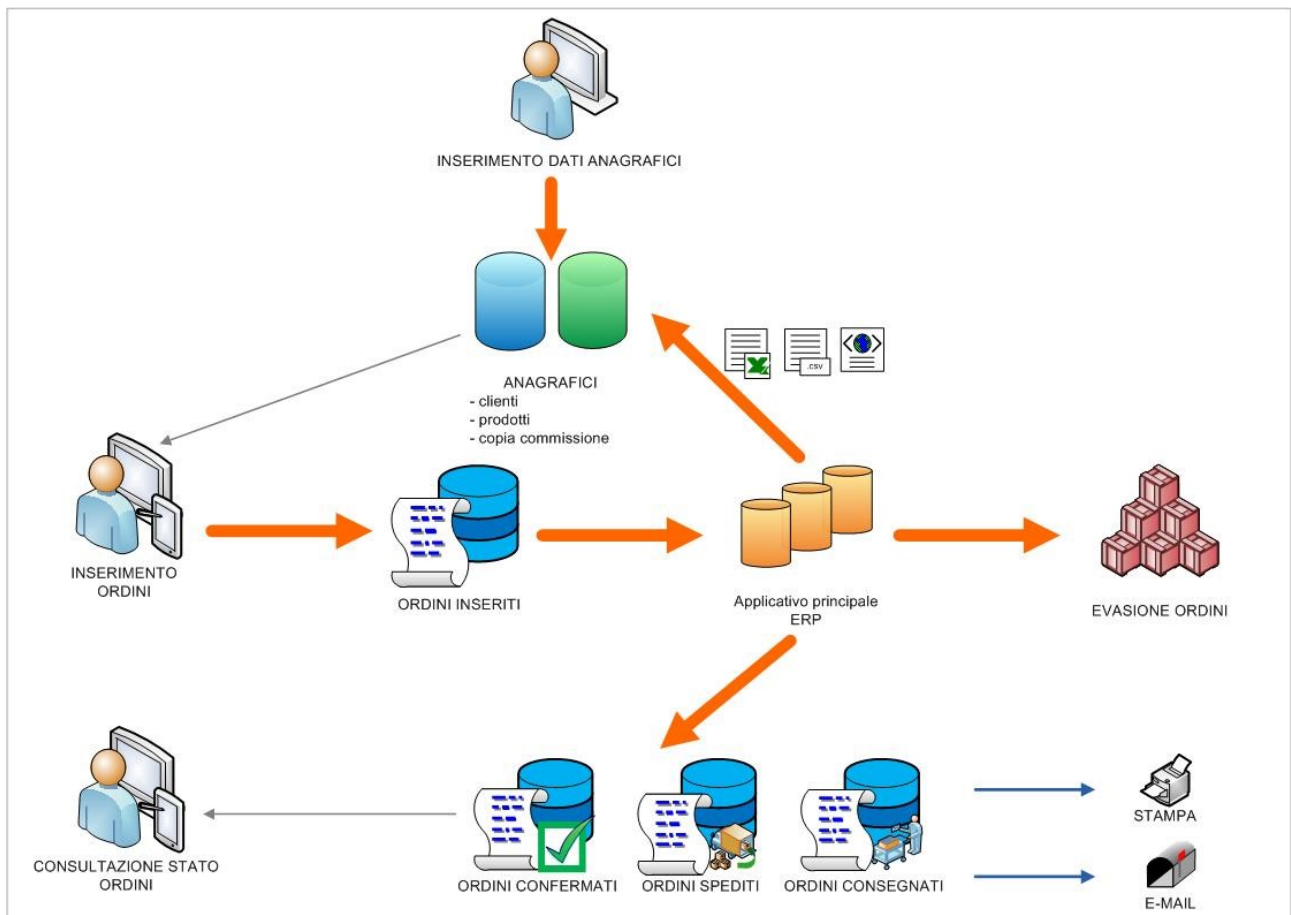 INSERIMENTO DATI ANAGRAFICI
ANAGRAFICI
- clienti
- prodotti
- copia commissione
.csv
INSERIMENTO
ORDINI
ORDINI INSERITI
Applicativo principale
ERP
EVASIONE ORDINI
CONSULTAZIONE STATO
ORDINI
ORDINI CONFERMATI
ORDINI SPEDITI
ORDINI CONSEGNATI
STAMPA
E-MAIL